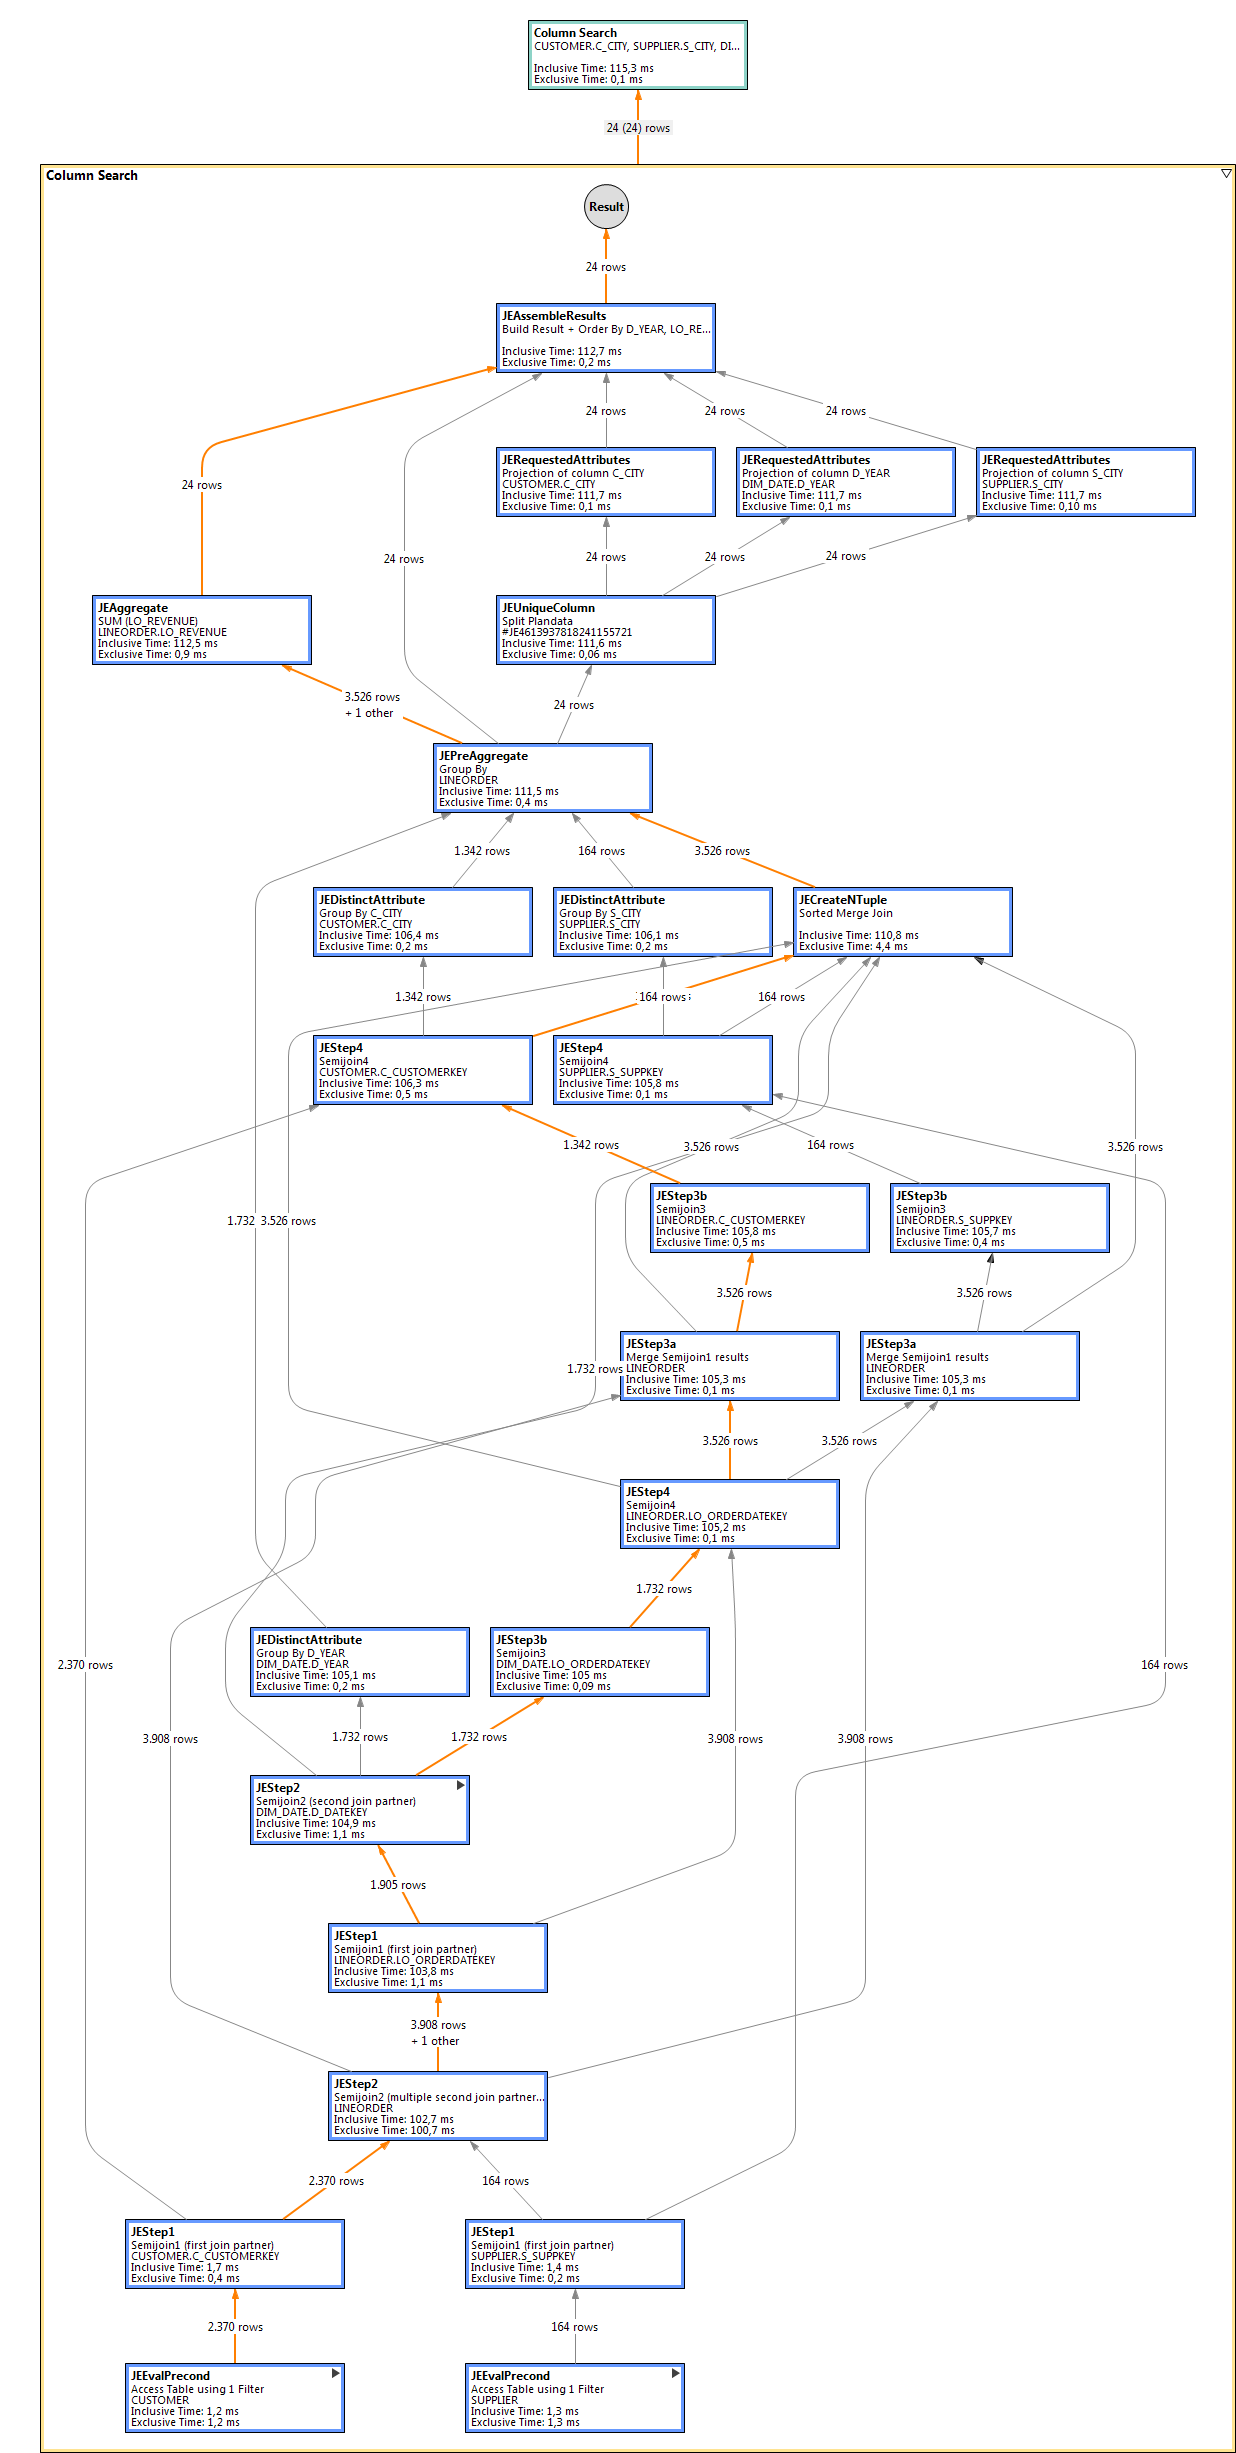 Column Search
CUSTOMER.C_CITY, SUPPLIER.S_CITY, DI...
Inclusive Time: 115,3 ms
Exclusive Time: 0,1 ms
24 (24) rows
Column Search
Result
24 rows
JEAssembleResults
Build Result + Order By D_YEAR, LO_RE...
Inclusive Time: 112,7 ms
Exclusive Time: 0,2 ms
24 rows
24 rows
24 rows
JERequestedAttributes
Projection of column C_CITY
CUSTOMER.C_CITY
Inclusive Time: 111,7 ms
Exclusive Time: 0,1 ms
JERequestedAttributes
Projection of column D_YEAR
DIM_DATE.D_YEAR
Inclusive Time: 111,7 ms
Exclusive Time: 0,1 ms
JERequestedAttributes
Projection of column S_CITY
SUPPLIER.S_CITY
Inclusive Time: 111,7 ms
Exclusive Time: 0,10 ms
24 rows
24 rows
24 rows
24 rows
24 rows
JEAggregate
SUM (LO_REVENUE)
LINEORDER.LO_REVENUE
Inclusive Time: 112,5 ms
Exclusive Time: 0,9 ms
JEUniqueColumn
Split Plandata
#JE4613937818241155721
Inclusive Time: 111,6 ms
Exclusive Time: 0,06 ms
3.526 rows
+ 1 other
24 rows
JEPreAggregate
Group By
LINEORDER
Inclusive Time: 111,5 ms
Exclusive Time: 0,4 ms
1.342 rows
164 rows
3.526 rows
JEDistinctAttribute
Group By C_CITY
CUSTOMER.C_CITY
Inclusive Time: 106,4 ms
Exclusive Time: 0,2 ms
JEDistinctAttribute
Group By S_CITY
SUPPLIER.S_CITY
Inclusive Time: 106,1 ms
Exclusive Time: 0,2 ms
JECreateNTuple
Sorted Merge Join
Inclusive Time: 110,8 ms
Exclusive Time: 4,4 ms
1.342 rows
164 rows
164 rows
JEStep4
Semijoin4
CUSTOMER.C_CUSTOMERKEY
Inclusive Time: 106,3 ms
Exclusive Time: 0,5 ms
JEStep4
Semijoin4
SUPPLIER.S_SUPPKEY
Inclusive Time: 105,8 ms
Exclusive Time: 0,1 ms
1.342 rows
3.526 rows
164 rows
3.526 rows
JEStep3b
Semijoin3
LINEORDER.C_CUSTOMERKEY
Inclusive Time: 105,8 ms
Exclusive Time: 0,5 ms
JEStep3b
Semijoin3
LINEORDER.S_SUPPKEY
Inclusive Time: 105,7 ms
Exclusive Time: 0,4 ms
1.732
3.526 rows
3.526 rows
3.526 rows
JEStep3a
Merge Semijoin1 results
LINEORDER
Inclusive Time: 105,3 ms
Exclusive Time: 0,1 ms
JEStep3a
Merge Semijoin1 results
LINEORDER
Inclusive Time: 105,3 ms
Exclusive Time: 0,1 ms
1.732 rows
3.526 rows
3.526 rows
JEStep4
Semijoin4
LINEORDER.LO_ORDERDATEKEY
Inclusive Time: 105,2 ms
Exclusive Time: 0,1 ms
1.732 rows
JEDistinctAttribute
Group By D_YEAR
DIM_DATE.D_YEAR
Inclusive Time: 105,1 ms
Exclusive Time: 0,2 ms
JEStep3b
Semijoin3
DIM_DATE.LO_ORDERDATEKEY
Inclusive Time: 105 ms
Exclusive Time: 0,09 ms
2.370 rows
164 rows
3.908 rows
1.732 rows
1.732 rows
3.908 rows
3.908 rows
JEStep2
Semijoin2 (second join partner)
DIM_DATE.D_DATEKEY
Inclusive Time: 104,9 ms
Exclusive Time: 1,1 ms
1.905 rows
JEStep1
Semijoin1 (first join partner)
LINEORDER.LO_ORDERDATEKEY
Inclusive Time: 103,8 ms
Exclusive Time: 1,1 ms
3.908 rows
+ 1 other
JEStep2
Semijoin2 (multiple second join partner...
LINEORDER
Inclusive Time: 102,7 ms
Exclusive Time: 100,7 ms
2.370 rows
164 rows
JEStep1
Semijoin1 (first join partner)
CUSTOMER.C_CUSTOMERKEY
Inclusive Time: 1,7 ms
Exclusive Time: 0,4 ms
JEStep1
Semijoin1 (first join partner)
SUPPLIER.S_SUPPKEY
Inclusive Time: 1,4 ms
Exclusive Time: 0,2 ms
2.370 rows
164 rows
JEEvalPrecond
Access Table using 1 Filter
CUSTOMER
Inclusive Time: 1,2 ms
Exclusive Time: 1,2 ms
JEEvalPrecond
Access Table using 1 Filter
SUPPLIER
Inclusive Time: 1,3 ms
Exclusive Time: 1,3 ms